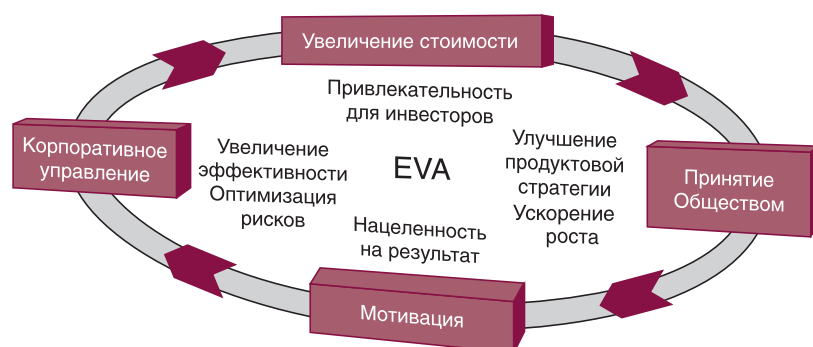 Увеличение стоимости
Привлекательность
для инвесторов
Корпоративное
управление
Увеличение
эффективности
Оптимизация
рисков
EVA
Улучшение
продуктовой
стратегии
Ускорение
роста
Принятие
Обществом
Нацеленность
на результат
Мотивация